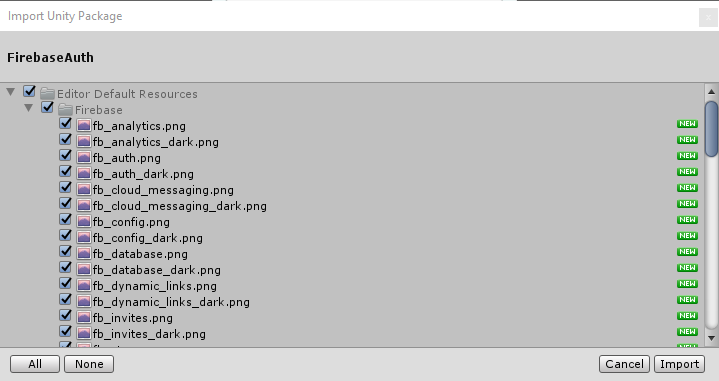 Import Unity Package
FirebaseAuth
Editor Default Resources
Firebase
fb_analytics.png NEW
fb_analytics_dark.png NEW
fb_auth.png NEW
fb_auth_dark.png NEW
fb_cloud_messaging.png NEW
fb_cloud_messaging_dark.png NEW
fb_config.png NEW
fb_config_dark.png NEW
fb_database.png NEW
fb_database_dark.png NEW
fb_dynamic_links.png NEW
fb_dynamic_links_dark.png NEW
fb_invites.png NEW
fb_invites_dark.png NEW
All None Cancel Import